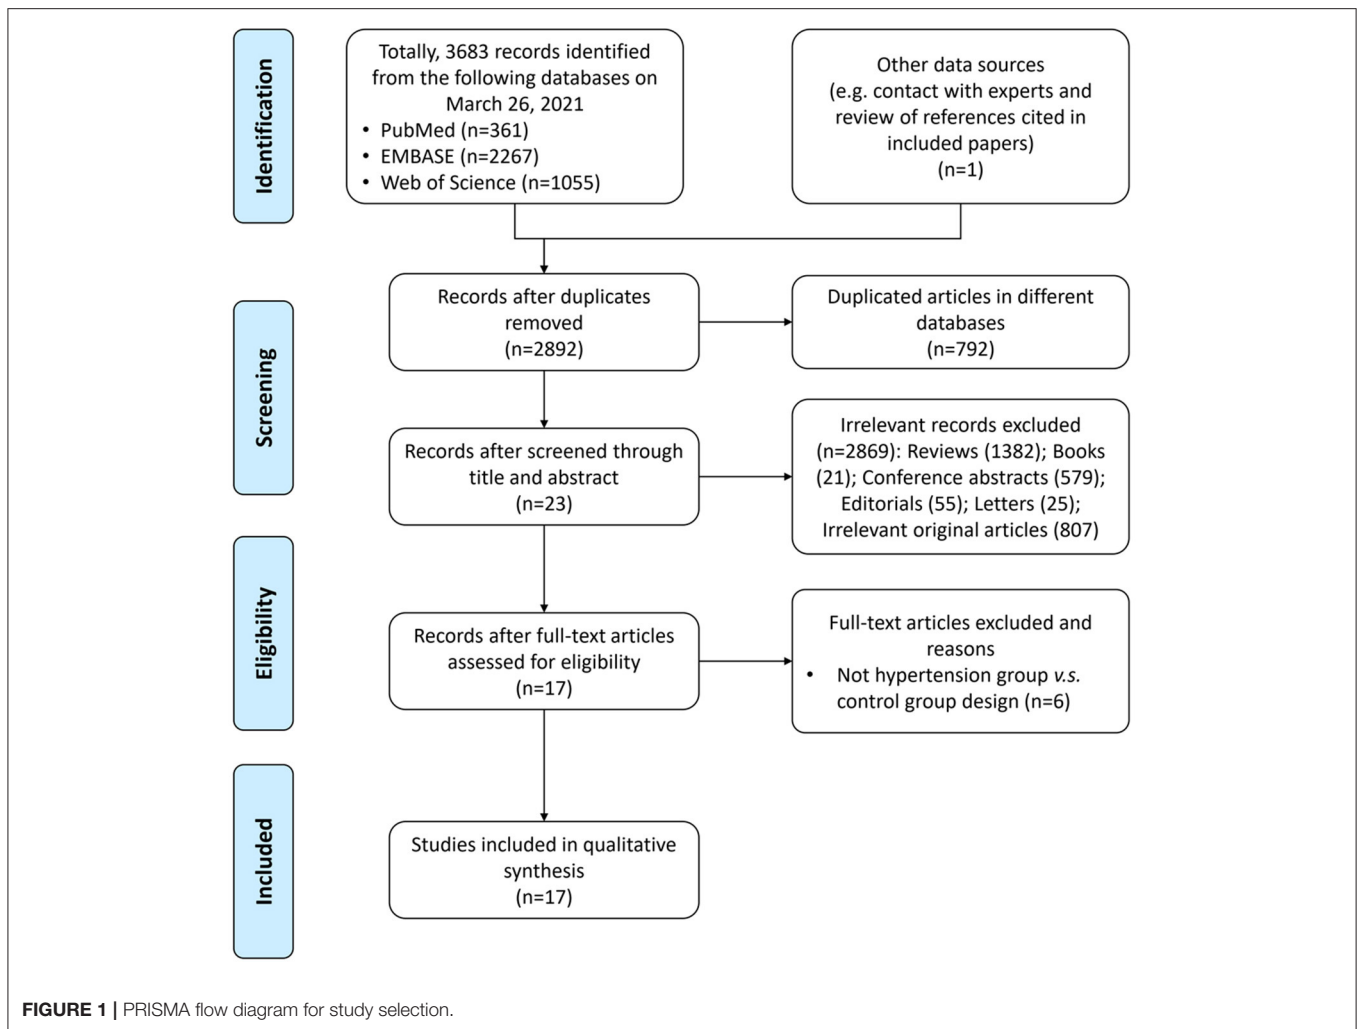 Identification
Totally, 3683 records identified
from the following databases on
March 26, 2021
• PubMed (n=361)
• EMBASE (n=2267)
• Web of Science (n=1055)
Other data sources
(e.g. contact with experts and
review of references cited in
included papers)
(n=1)
Screening
Records after duplicates
removed
(n=2892)
Duplicated articles in different
databases
(n=792)
Records after screened through
title and abstract
(n=23)
Irrelevant records excluded
(n=2869): Reviews (1382); Books
(21); Conference abstracts (579);
Editorials (55); Letters (25);
Irrelevant original articles (807)
Eligibility
Records after full-text articles
assessed for eligibility
(n=17)
Full-text articles excluded and
reasons
• Not hypertension group v.s.
control group design (n=6)
Included
Studies included in qualitative
synthesis
(n=17)
FIGURE 1 | PRISMA flow diagram for study selection.